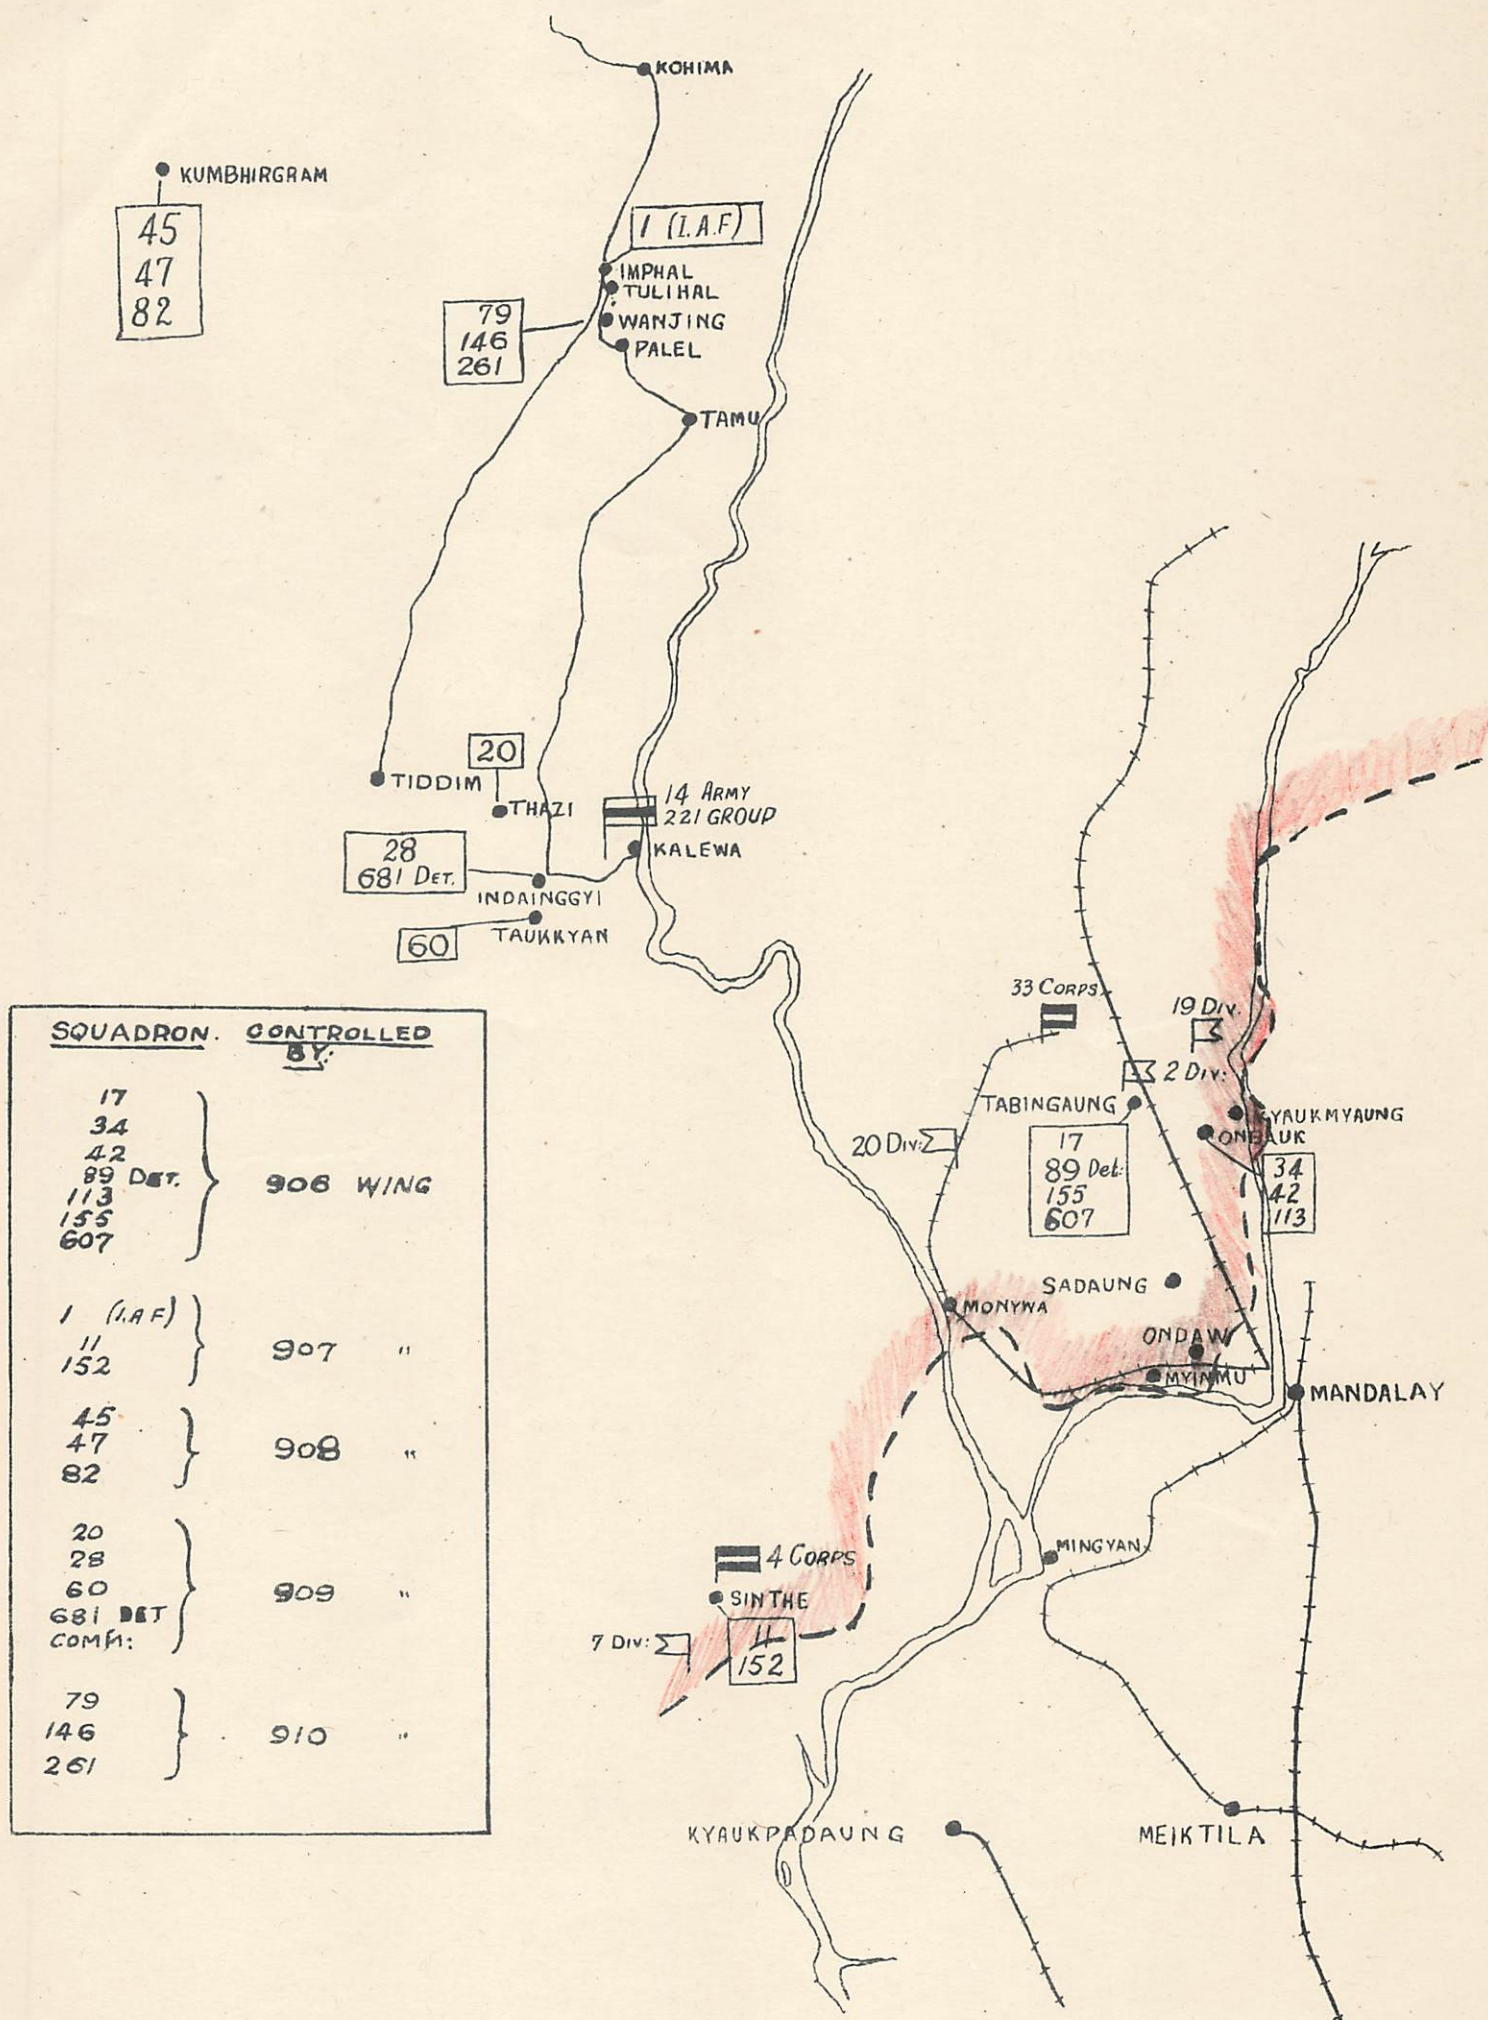 KOHIMA
KUMBHIRGRAM
45
47
82
1 (I.A.F)
IMPHAL
TULIHAL
WANJING
PALEL
79
146
261
TAMU
20
TIDDIM
THAZI
14 ARMY
221 GROUP
KALEWA
28
681 DET.
INDAINGGYI
TAUKKYAN
60
33 CORPS
19 DIV.
2 DIV:
TABINGAUNG
KYAUKMYAUNG
ONBAUK
20 DIV:
17
89 Det.
155
607
34
42
113
SADAUNG
MONYWA
ONDAW
MYINMU
MANDALAY
MINGYAN
4 CORPS
SINTHE
7 DIV:
11
152
KYAUKPADAUNG
MEIKTILA
SQUADRON. CONTROLLED
BY:
17
34
42
89 DET.
113
155
607
906 WING
1 (I.A F)
11
152
907 "
45
47
82
908 "
20
28
60
681 DET
COMM:
909 "
79
146
261
910 "